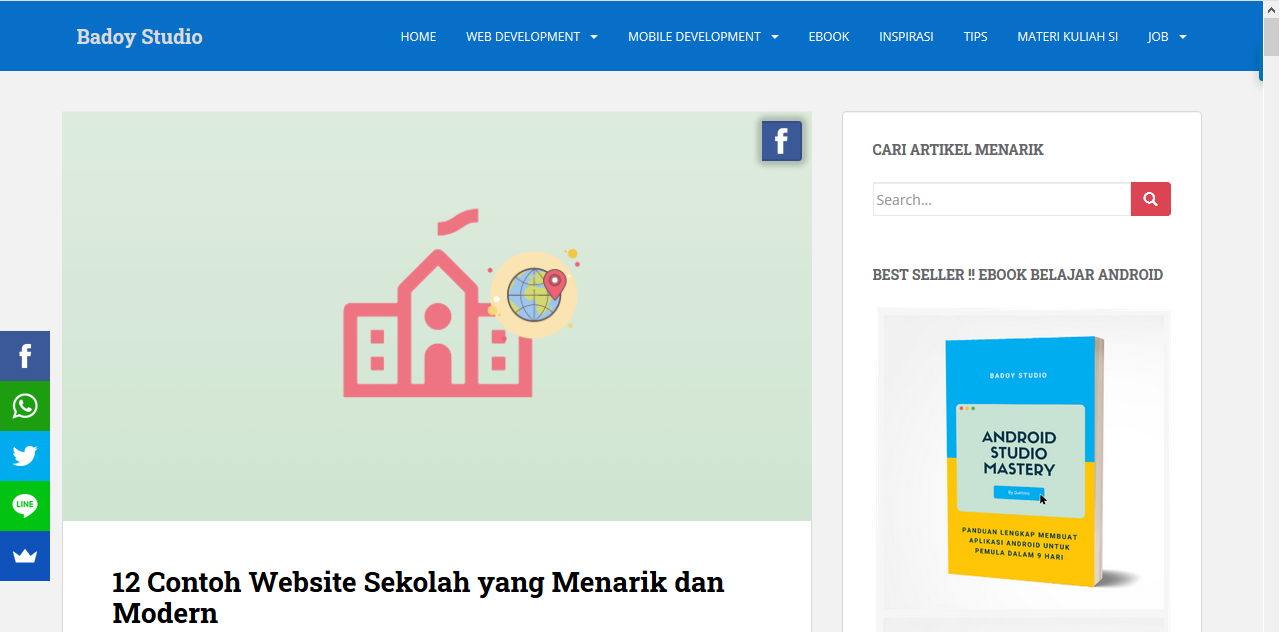 Badoy Studio
HOME
WEB DEVELOPMENT
MOBILE DEVELOPMENT
EBOOK
INSPIRASI
TIPS
MATERI KULIAH SI
JOB
CARI ARTIKEL MENARIK
Search...
BEST SELLER !! EBOOK BELAJAR ANDROID
BADOY STUDIO
ANDROID
STUDIO
MASTERY
PANDUAN LENGKAP MEMBUAT
APLIKASI ANDROID UNTUK
PEMULA DALAM 9 HARI
LINE
12 Contoh Website Sekolah yang Menarik dan
Modern